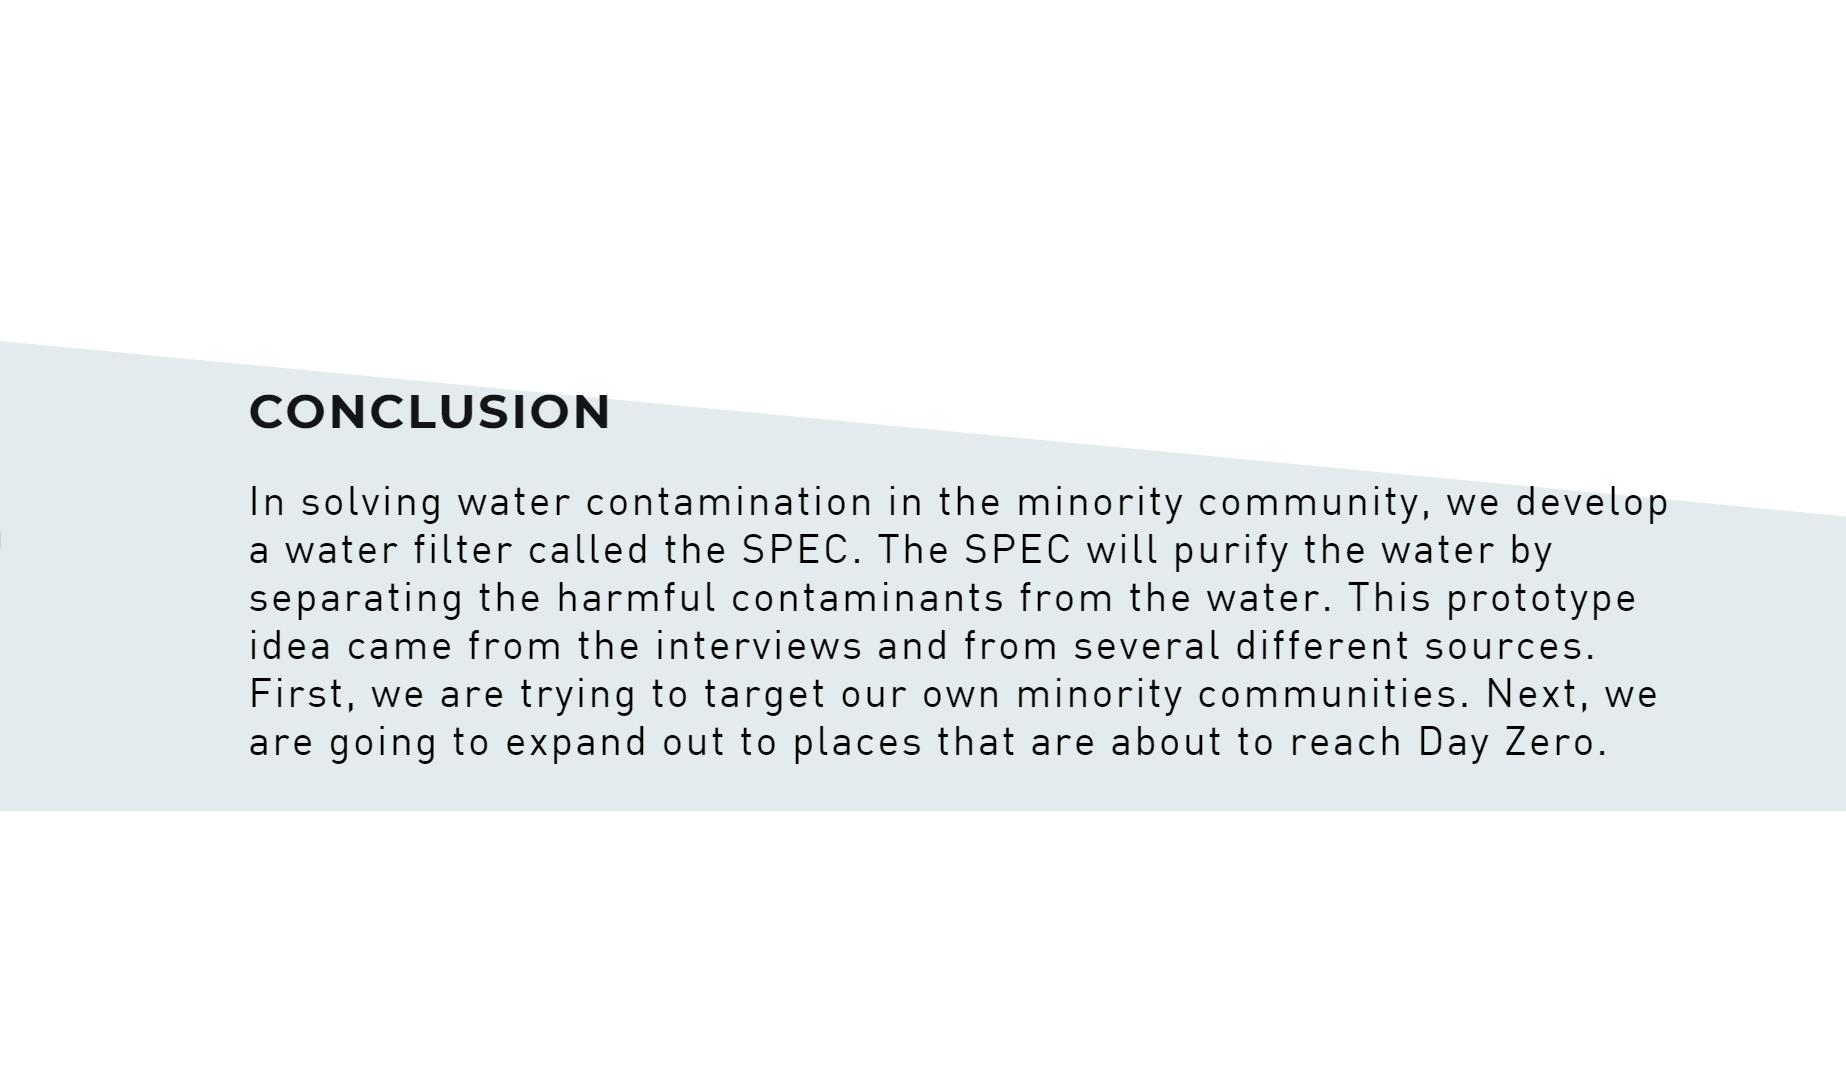 CONCLUSION
In solving water contamination in the minority community, we develop
a water filter called the SPEC. The SPEC will purify the water by
separating the harmful contaminants from the water. This prototype
idea came from the interviews and from several different sources.
First, we are trying to target our own minority communities. Next, we
are going to expand out to places that are about to reach Day Zero.